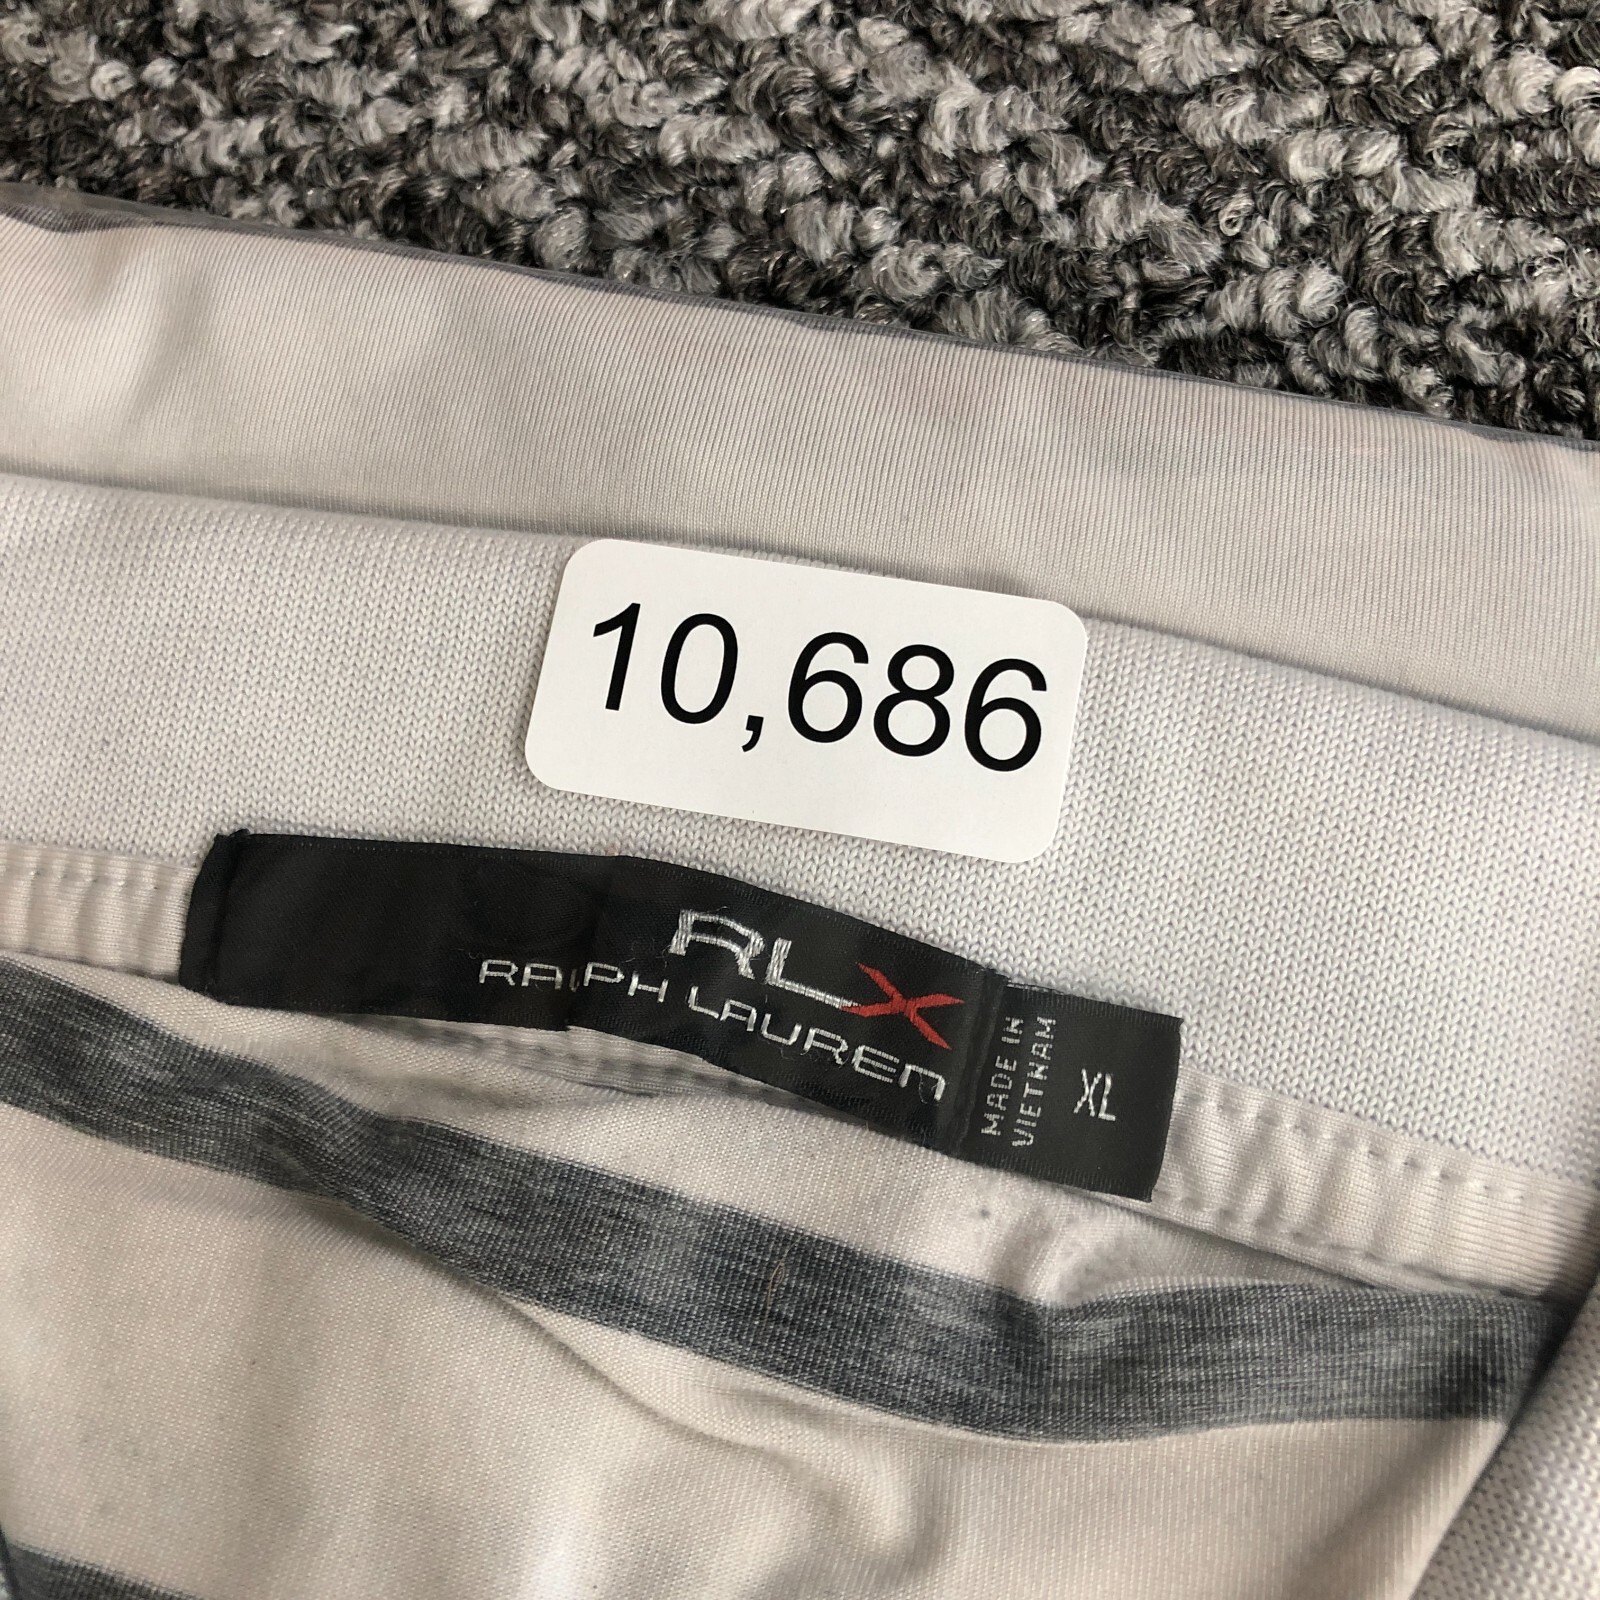 10,686
RLX
RALPH LAUREN
MADE IN
VIETNAM
XL